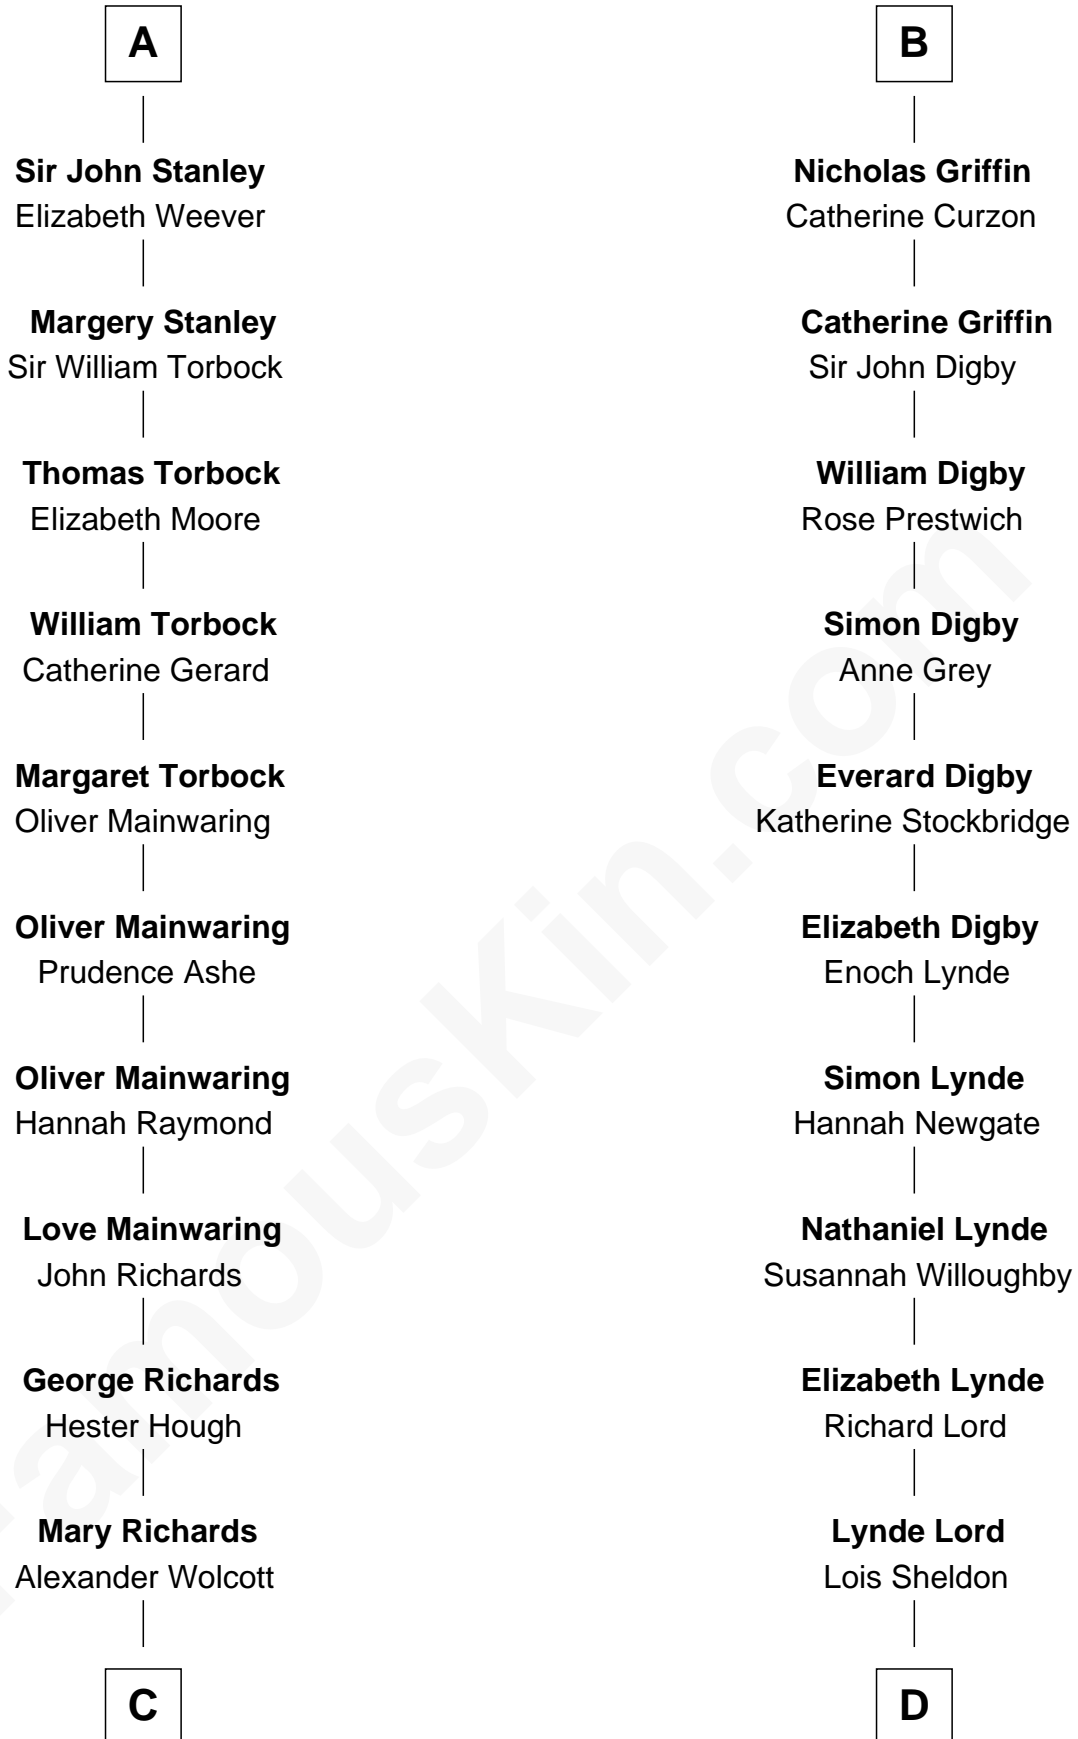 A
Sir John Stanley
Elizabeth Weever
Margery Stanley
Sir William Torbock
Thomas Torbock
Elizabeth Moore
William Torbock
Catherine Gerard
Margaret Torbock
Oliver Mainwaring
Oliver Mainwaring
Prudence Ashe
Oliver Mainwaring
Hannah Raymond
Love Mainwaring
John Richards
George Richards
Hester Hough
Mary Richards
Alexander Wolcott
C
B
Nicholas Griffin
Catherine Curzon
Catherine Griffin
Sir John Digby
William Digby
Rose Prestwich
Simon Digby
Anne Grey
Everard Digby
Katherine Stockbridge
Elizabeth Digby
Enoch Lynde
Simon Lynde
Hannah Newgate
Nathaniel Lynde
Susannah Willoughby
Elizabeth Lynde
Richard Lord
Lynde Lord
Lois Sheldon
D
FamousKin.com